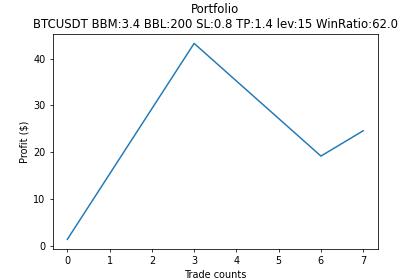 Portfolio
BTCUSDT BBM:3.4 BBL:200 SL:0.8 TP:1.4 lev:15 WinRatio:62.0
40
30
20
10
0
Profit ($)
0 1 2 3 4 5 6 7
Trade counts